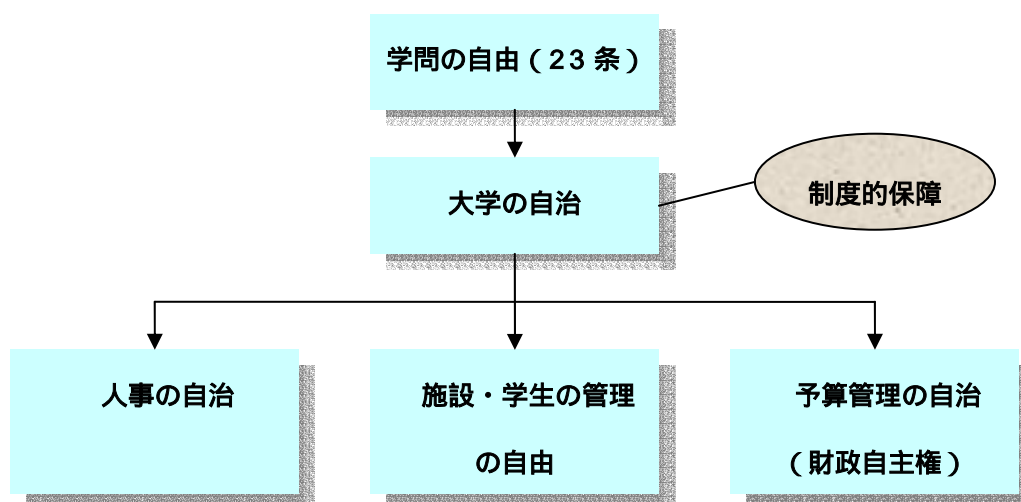 学問の自由(23条)
大学の自治
制度的保障
人事の自治
施設・学生の管理
の自由
予算管理の自治
(財政自主権)